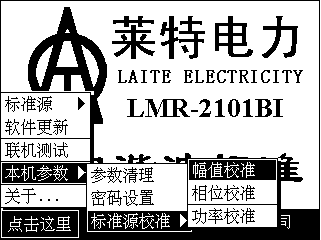 莱特电力
LAITE ELECTRICITY
LMR-2101BI
标准源
软件更新
联机测试
本机参数
关于...
点击这里
参数清理
密码设置
标准源校准
幅值校准
相位校准
功率校准
司